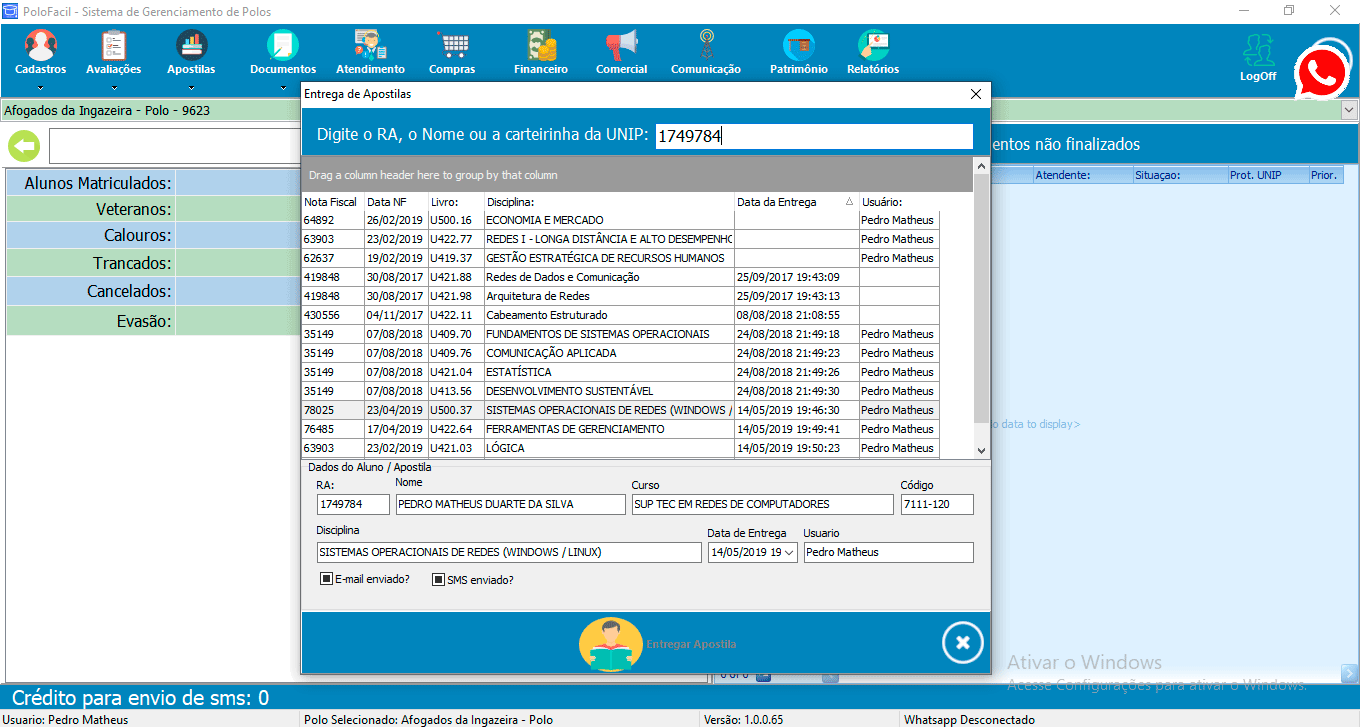 PoloFacil - Sistema de Gerenciamento de Polos
Cadastros Avaliações Apostilas Documentos Atendimento Compras Financeiro Comercial Comunicação Patrimônio Relatórios LogOff
Afogados da Ingazeira - Polo - 9623
Alunos Matriculados:
Veteranos:
Calouros:
Trancados:
Cancelados:
Evasão:
Entrega de Apostilas
Digite o RA, o Nome ou a carteirinha da UNIP: 1749784
Drag a column header here to group by that column
Nota Fiscal Data NF Livro: Disciplina: Data da Entrega Usuário:
64892 26/02/2019 U500.16 ECONOMIA E MERCADO Pedro Matheus
63903 23/02/2019 U422.77 REDES I - LONGA DISTÂNCIA E ALTO DESEMPENHO Pedro Matheus
62637 19/02/2019 U419.37 GESTÃO ESTRATÉGICA DE RECURSOS HUMANOS Pedro Matheus
419848 30/08/2017 U421.88 Redes de Dados e Comunicação 25/09/2017 19:43:09
419848 30/08/2017 U421.98 Arquitetura de Redes 25/09/2017 19:43:13
430556 04/11/2017 U422.11 Cabeamento Estruturado 08/08/2018 21:08:55
35149 07/08/2018 U409.70 FUNDAMENTOS DE SISTEMAS OPERACIONAIS 24/08/2018 21:49:18 Pedro Matheus
35149 07/08/2018 U409.76 COMUNICAÇÃO APLICADA 24/08/2018 21:49:23 Pedro Matheus
35149 07/08/2018 U421.04 ESTATÍSTICA 24/08/2018 21:49:26 Pedro Matheus
35149 07/08/2018 U413.56 DESENVOLVIMENTO SUSTENTÁVEL 24/08/2018 21:49:30 Pedro Matheus
78025 23/04/2019 U500.37 SISTEMAS OPERACIONAIS DE REDES (WINDOWS / 14/05/2019 19:46:30 Pedro Matheus
76485 17/04/2019 U422.64 FERRAMENTAS DE GERENCIAMENTO 14/05/2019 19:49:41 Pedro Matheus
63903 23/02/2019 U421.03 LÓGICA 14/05/2019 19:50:23 Pedro Matheus
Dados do Aluno / Apostila
RA: Nome Curso Código
1749784 PEDRO MATHEUS DUARTE DA SILVA SUP TEC EM REDES DE COMPUTADORES 7111-120
Disciplina Data de Entrega Usuario
SISTEMAS OPERACIONAIS DE REDES (WINDOWS / LINUX) 14/05/2019 19 Pedro Matheus
E-mail enviado? SMS enviado?
Entregar Apostila
entos não finalizados
Atendente: Situaçao: Prot. UNIP Prior.
o data to display>
0 of 0
Ativar o Windows
Acesse Configurações para ativar o Windows.
Crédito para envio de sms: 0
Usuario: Pedro Matheus Polo Selecionado: Afogados da Ingazeira - Polo Versão: 1.0.0.65 Whatsapp Desconectado